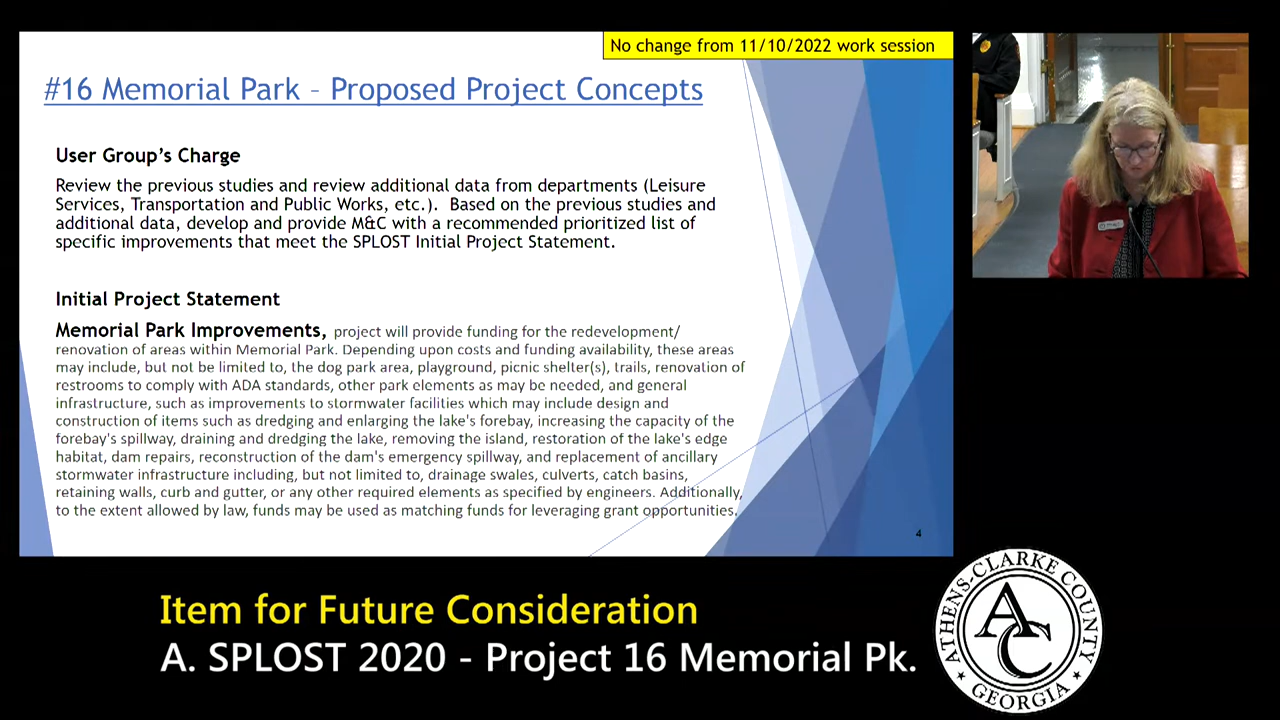 No change from 11/10/2022 work session
#16 Memorial Park – Proposed Project Concepts
User Group's Charge
Review the previous studies and review additional data from departments (Leisure
Services, Transportation and Public Works, etc.).  Based on the previous studies and
additional data, develop and provide M&C with a recommended prioritized list of
specific improvements that meet the SPLOST Initial Project Statement.
Initial Project Statement
Memorial Park Improvements, project will provide funding for the redevelopment/
renovation of areas within Memorial Park. Depending upon costs and funding availability, these areas
may include, but not be limited to, the dog park area, playground, picnic shelter(s), trails, renovation of
restrooms to comply with ADA standards, other park elements as may be needed, and general
infrastructure, such as improvements to stormwater facilities which may include design and
construction of items such as dredging and enlarging the lake's forebay, increasing the capacity of the
forebay's spillway, draining and dredging the lake, removing the island, restoration of the lake's edge
habitat, dam repairs, reconstruction of the dam's emergency spillway, and replacement of ancillary
stormwater infrastructure including, but not limited to, drainage swales, culverts, catch basins,
retaining walls, curb and gutter, or any other required elements as specified by engineers. Additionally,
to the extent allowed by law, funds may be used as matching funds for leveraging grant opportunities.
4
Item for Future Consideration
A. SPLOST 2020 - Project 16 Memorial Pk.
ATHENS-CLARKE COUNTY
AC
GEORGIA